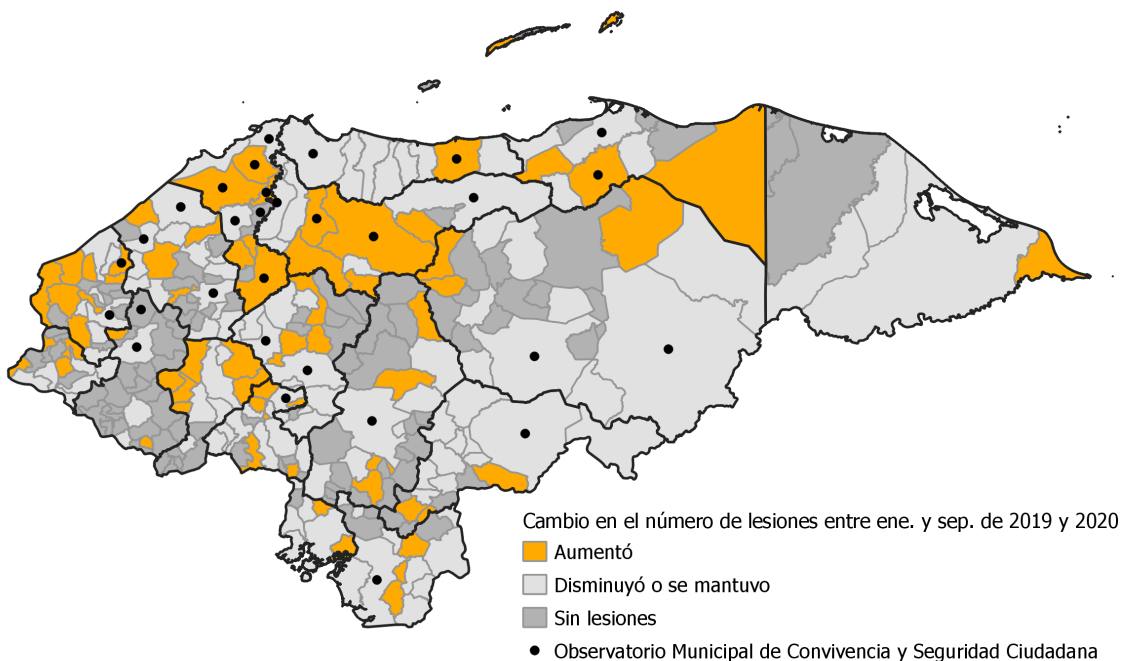 Cambio en el número de lesiones entre ene. y sep. de 2019 y 2020
Aumentó
Disminuyó o se mantuvo
Sin lesiones
Observatorio Municipal de Convivencia y Seguridad Ciudadana